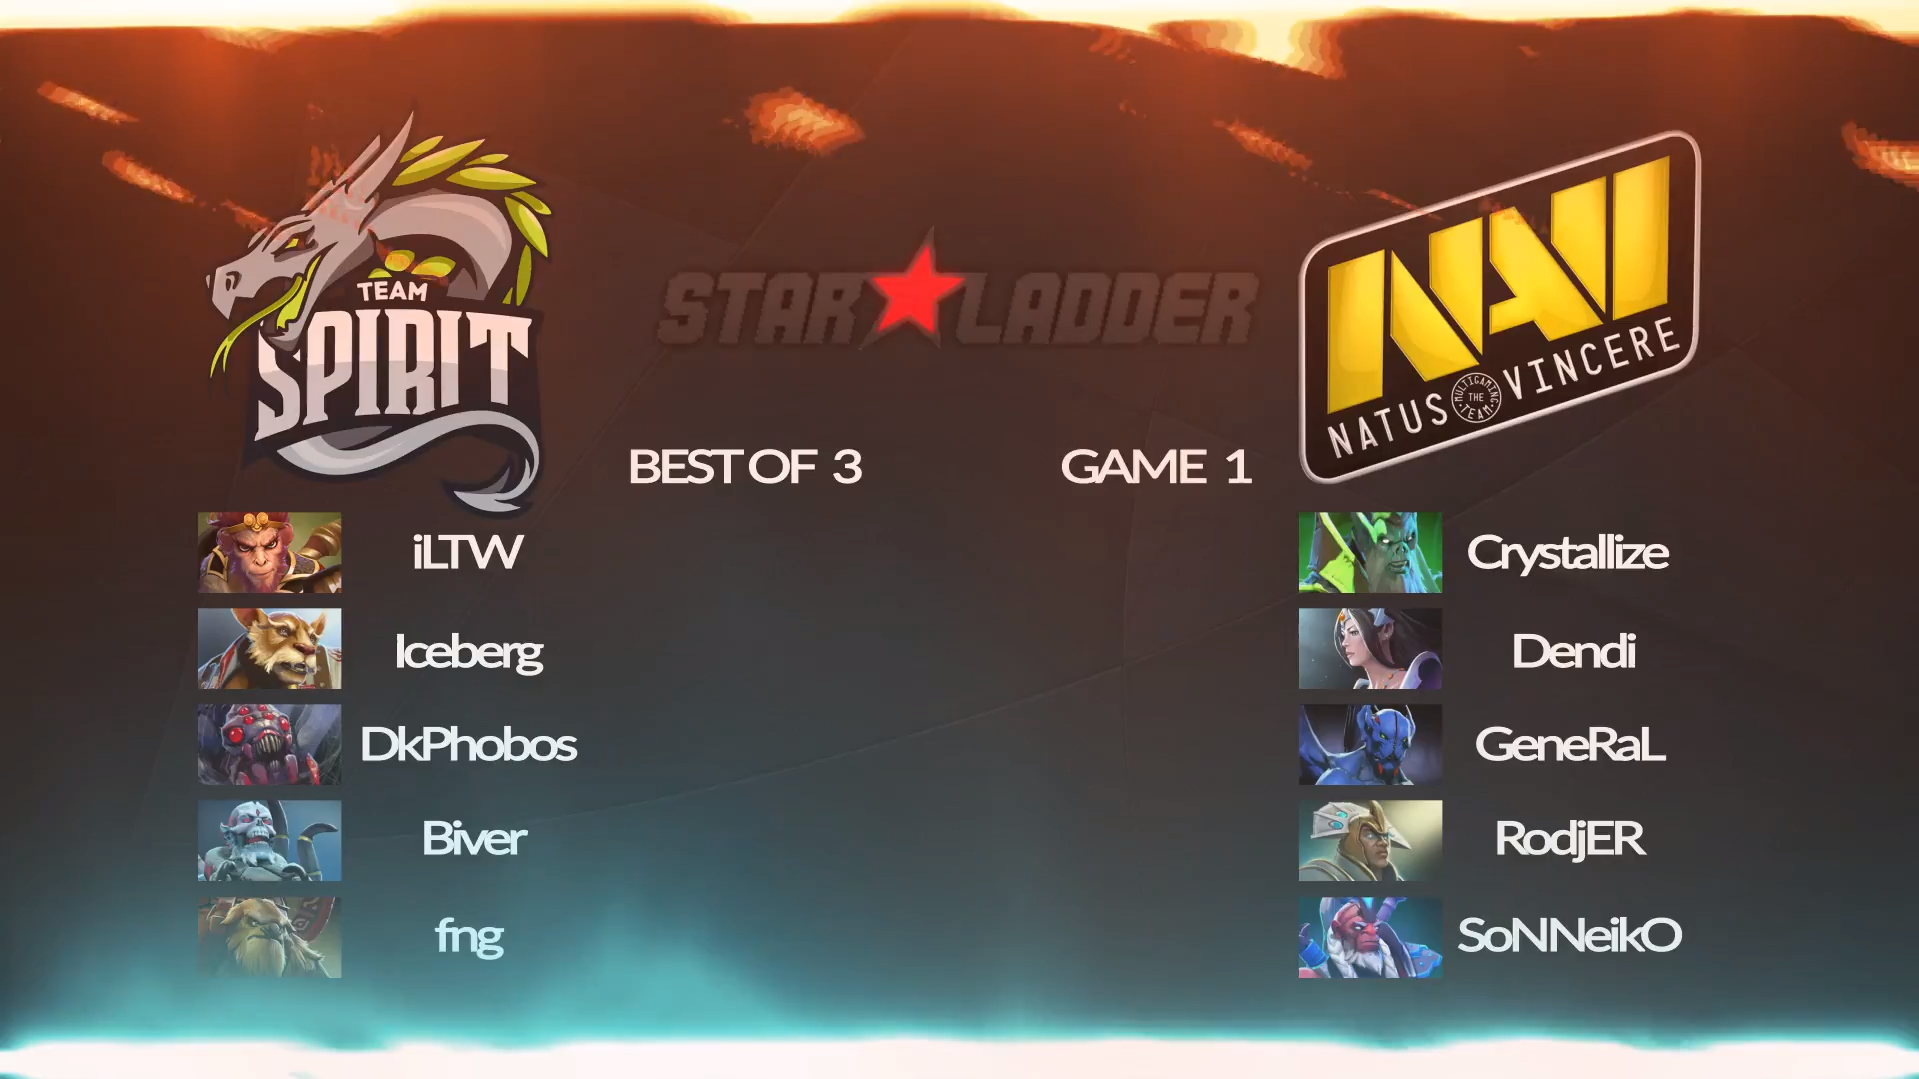 TEAM
SPIRIT
STAR LADDER
NAVI
NATUS VINCERE
MULTIGAMING
THE
TEAM
BEST OF 3
GAME 1
iLTW
Iceberg
DkPhobos
Biver
fng
Crystallize
Dendi
GeneRaL
RodjER
SoNNeikO